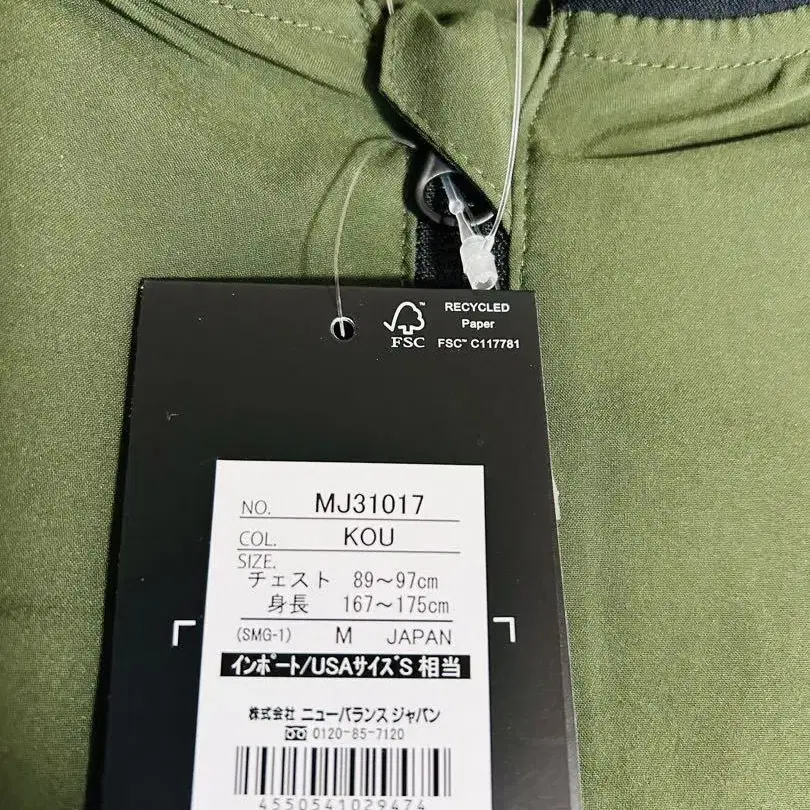 RECYCLED
Paper
FSC™ C117781
FSC
NO. MJ31017
COL. KOU
SIZE.
チェスト 89～97cm
身長 167～175cm
(SMG-1) M JAPAN
ｲﾝﾎﾟｰﾄ/USAサイズS 相当
株式会社 ニューバランス ジャパン
0120-85-7120
4550541029474